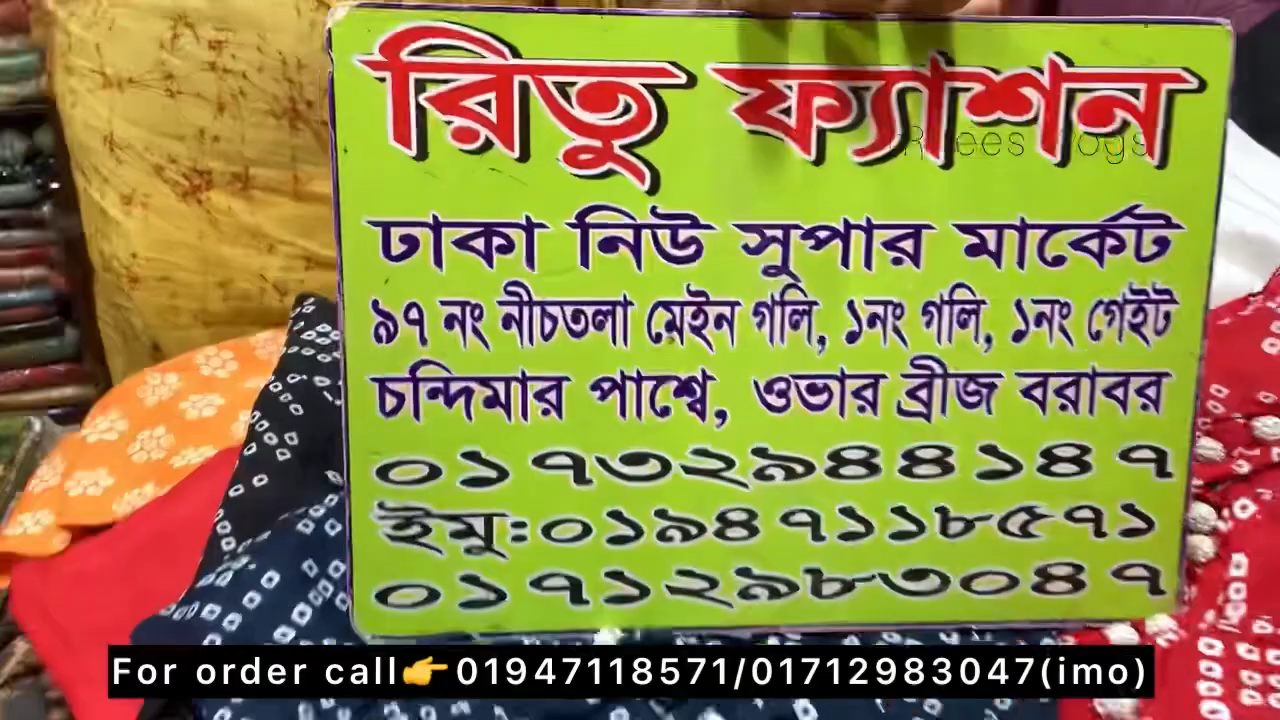 রিতু ফ্যাশন
ঢাকা নিউ সুপার মার্কেট
৯৭ নং নীচতলা মেইন গলি, ১নং গলি, ১নং গেইট
চন্দিমার পাশ্বে, ওভার ব্রীজ বরাবর
০১৭৩২৯৪৪১৪৭
ইমু:০১৯৪৭১১৮৫৭১
০১৭১২৯৮৩০৪৭
For order call👉01947118571/01712983047(imo)